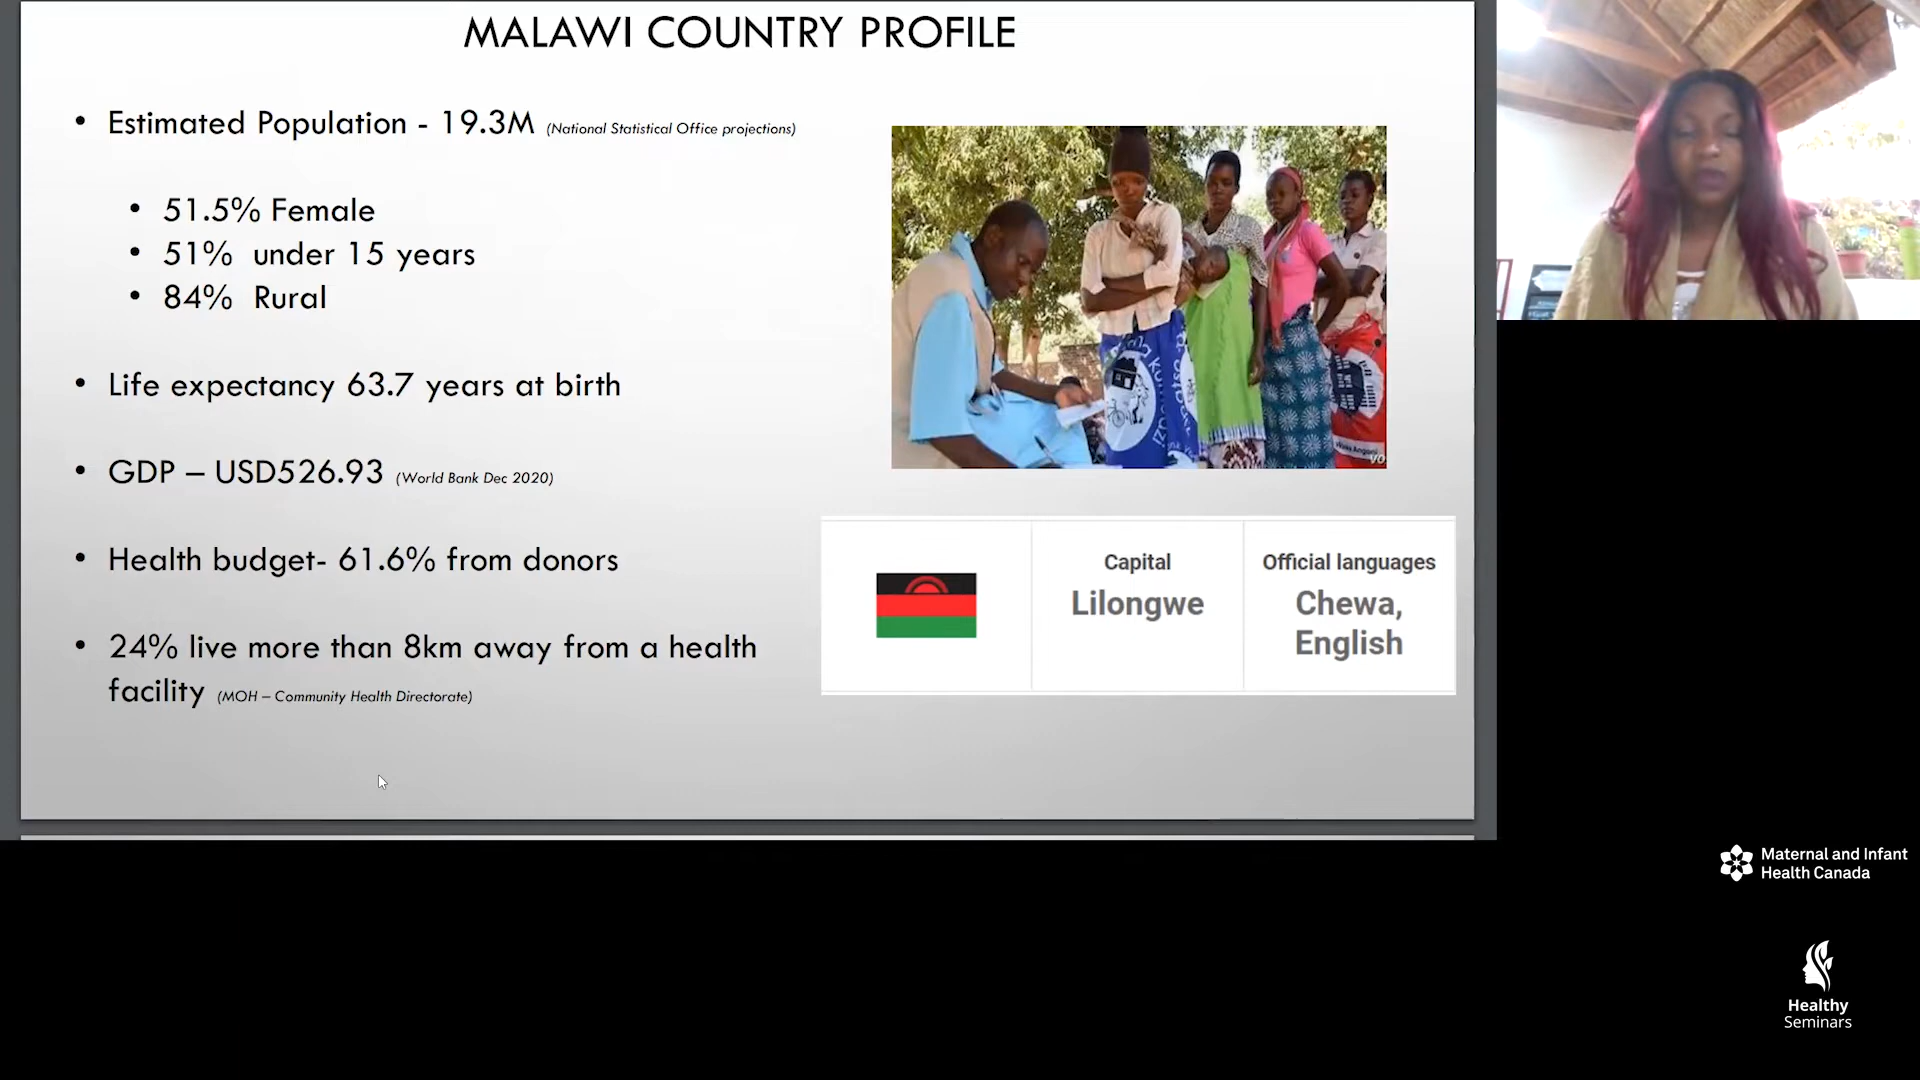 MALAWI COUNTRY PROFILE
• Estimated Population - 19.3M (National Statistical Office projections)
• 51.5% Female
• 51% under 15 years
• 84% Rural
• Life expectancy 63.7 years at birth
• GDP – USD526.93 (World Bank Dec 2020)
• Health budget- 61.6% from donors
• 24% live more than 8km away from a health
facility (MOH – Community Health Directorate)
Capital
Lilongwe
Official languages
Chewa,
English
Maternal and Infant
Health Canada
Healthy
Seminars